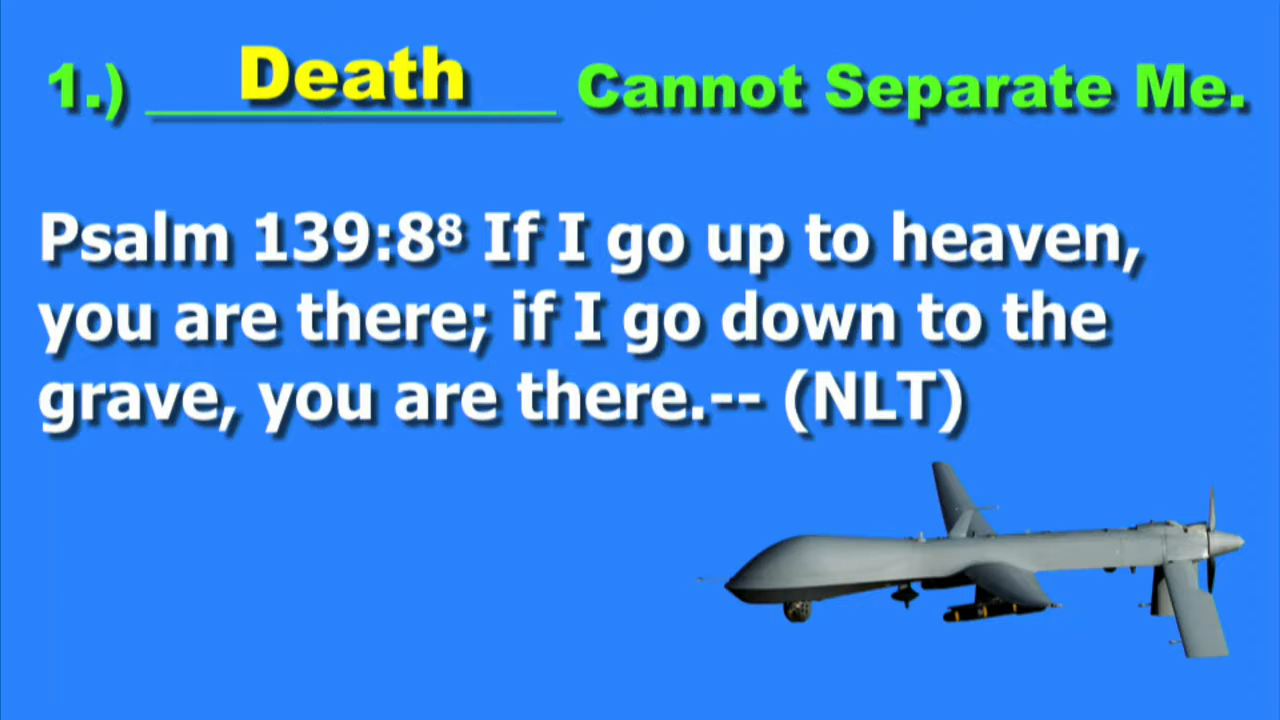 1.) Death Cannot Separate Me.
Psalm 139:8⁸ If I go up to heaven,
you are there; if I go down to the
grave, you are there.-- (NLT)